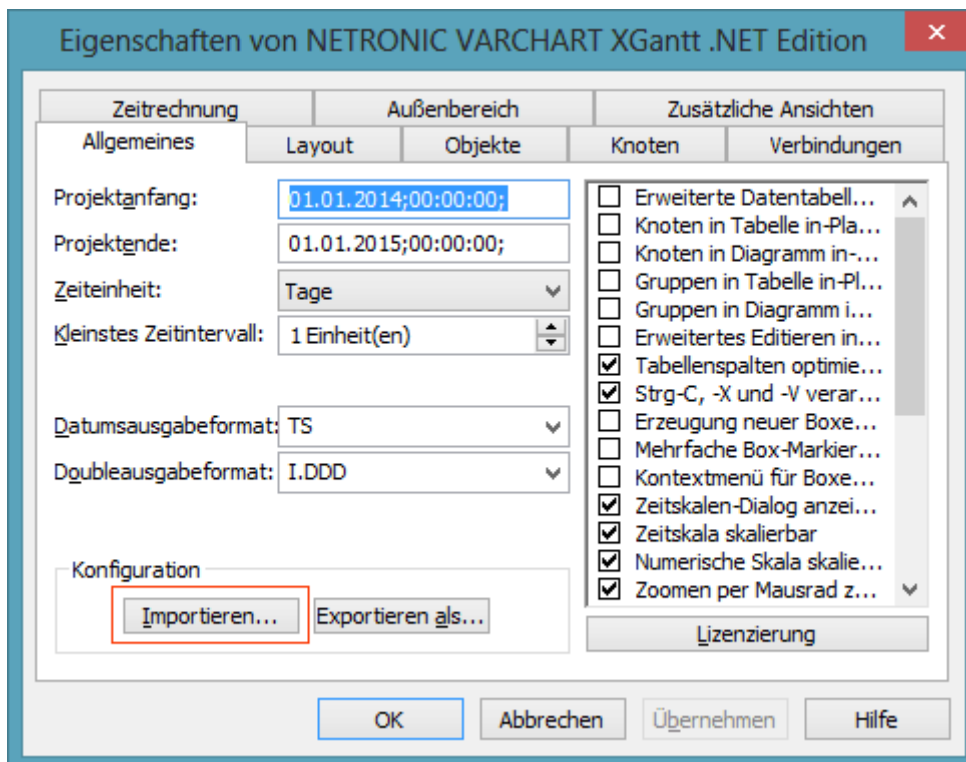 Eigenschaften von NETRONIC VARCHART XGantt .NET Edition
Zeitrechnung
Außenbereich
Zusätzliche Ansichten
Allgemeines
Layout
Objekte
Knoten
Verbindungen
Projektanfang: 01.01.2014;00:00:00;
Projektende: 01.01.2015;00:00:00;
Zeiteinheit: Tage
Kleinstes Zeitintervall: 1 Einheit(en)
Datumsausgabeformat: TS
Doubleausgabeformat: I.DDD
Konfiguration
Importieren...
Exportieren als...
Erweiterte Datentabell...
Knoten in Tabelle in-Pla...
Knoten in Diagramm in-...
Gruppen in Tabelle in-Pl...
Gruppen in Diagramm i...
Erweitertes Editieren in...
Tabellenspalten optimie...
Strg-C, -X und -V verar...
Erzeugung neuer Boxe...
Mehrfache Box-Markier...
Kontextmenü für Boxe...
Zeitskalen-Dialog anzei...
Zeitskala skalierbar
Numerische Skala skalie...
Zoomen per Mausrad z...
Lizenzierung
OK
Abbrechen
Übernehmen
Hilfe